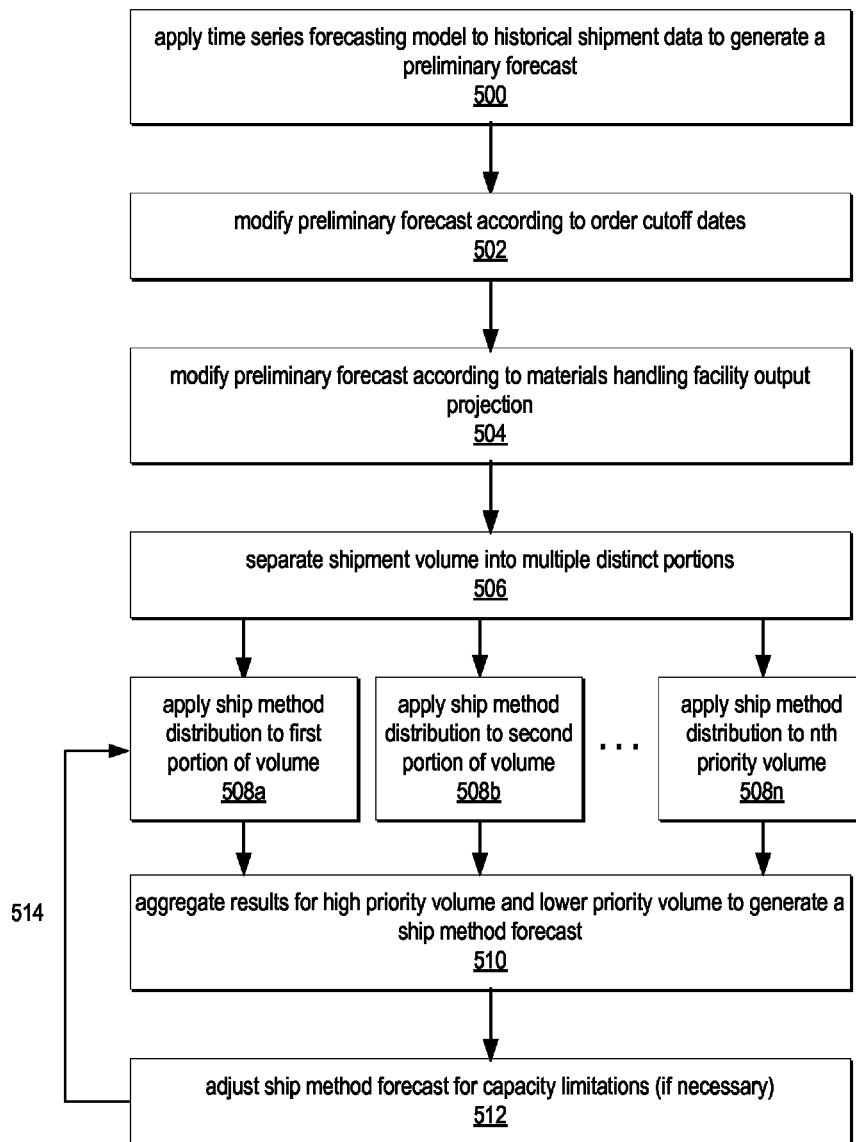 apply time series forecasting model to historical shipment data to generate a
preliminary forecast
500
modify preliminary forecast according to order cutoff dates
502
modify preliminary forecast according to materials handling facility output
projection
504
separate shipment volume into multiple distinct portions
506
apply ship method
distribution to first
portion of volume
508a
apply ship method
distribution to second
portion of volume
508b
. . .
apply ship method
distribution to nth
priority volume
508n
514
aggregate results for high priority volume and lower priority volume to generate a
ship method forecast
510
adjust ship method forecast for capacity limitations (if necessary)
512